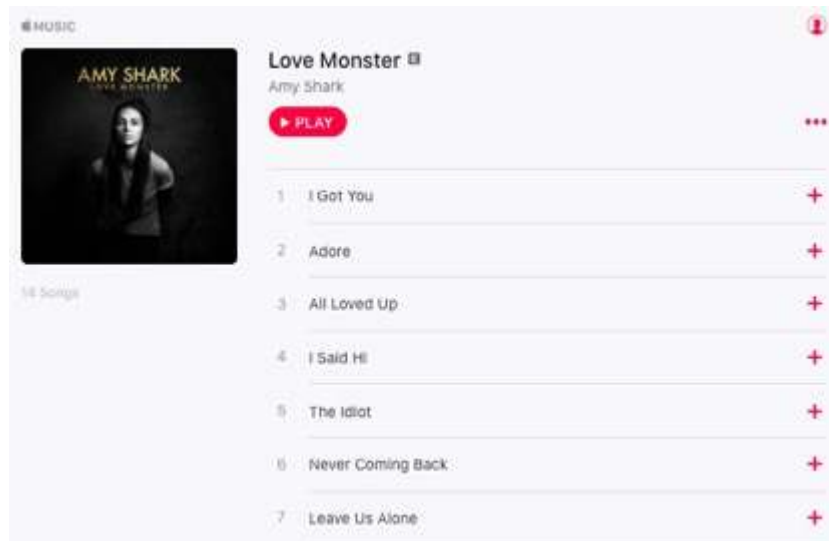 MUSIC
AMY SHARK
LOVE MONSTER
Love Monster E
Amy Shark
PLAY
1 I Got You
2 Adore
3 All Loved Up
4 I Said Hi
5 The Idiot
6 Never Coming Back
7 Leave Us Alone
Songs